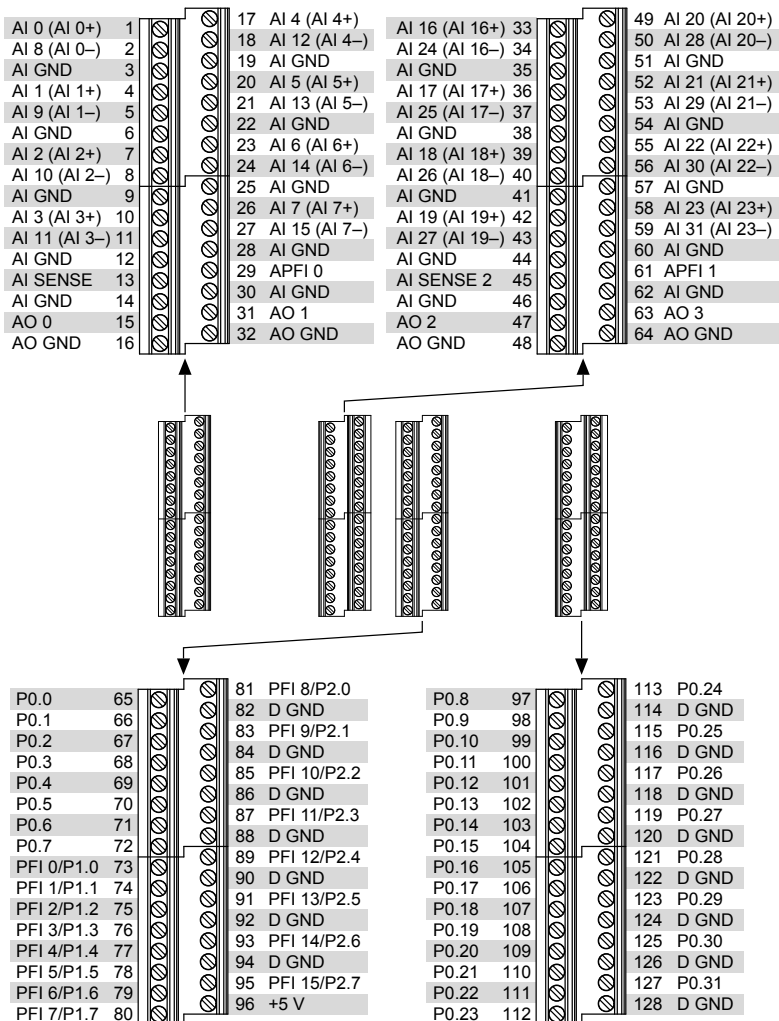 AI 0 (AI 0+) 1
AI 8 (AI 0–) 2
AI GND 3
AI 1 (AI 1+) 4
AI 9 (AI 1–) 5
AI GND 6
AI 2 (AI 2+) 7
AI 10 (AI 2–) 8
AI GND 9
AI 3 (AI 3+) 10
AI 11 (AI 3–) 11
AI GND 12
AI SENSE 13
AI GND 14
AO 0 15
AO GND 16
17 AI 4 (AI 4+)
18 AI 12 (AI 4–)
19 AI GND
20 AI 5 (AI 5+)
21 AI 13 (AI 5–)
22 AI GND
23 AI 6 (AI 6+)
24 AI 14 (AI 6–)
25 AI GND
26 AI 7 (AI 7+)
27 AI 15 (AI 7–)
28 AI GND
29 APFI 0
30 AI GND
31 AO 1
32 AO GND
AI 16 (AI 16+) 33
AI 24 (AI 16–) 34
AI GND 35
AI 17 (AI 17+) 36
AI 25 (AI 17–) 37
AI GND 38
AI 18 (AI 18+) 39
AI 26 (AI 18–) 40
AI GND 41
AI 19 (AI 19+) 42
AI 27 (AI 19–) 43
AI GND 44
AI SENSE 2 45
AI GND 46
AO 2 47
AO GND 48
49 AI 20 (AI 20+)
50 AI 28 (AI 20–)
51 AI GND
52 AI 21 (AI 21+)
53 AI 29 (AI 21–)
54 AI GND
55 AI 22 (AI 22+)
56 AI 30 (AI 22–)
57 AI GND
58 AI 23 (AI 23+)
59 AI 31 (AI 23–)
60 AI GND
61 APFI 1
62 AI GND
63 AO 3
64 AO GND
P0.0 65
P0.1 66
P0.2 67
P0.3 68
P0.4 69
P0.5 70
P0.6 71
P0.7 72
PFI 0/P1.0 73
PFI 1/P1.1 74
PFI 2/P1.2 75
PFI 3/P1.3 76
PFI 4/P1.4 77
PFI 5/P1.5 78
PFI 6/P1.6 79
PFI 7/P1.7 80
81 PFI 8/P2.0
82 D GND
83 PFI 9/P2.1
84 D GND
85 PFI 10/P2.2
86 D GND
87 PFI 11/P2.3
88 D GND
89 PFI 12/P2.4
90 D GND
91 PFI 13/P2.5
92 D GND
93 PFI 14/P2.6
94 D GND
95 PFI 15/P2.7
96 +5 V
P0.8 97
P0.9 98
P0.10 99
P0.11 100
P0.12 101
P0.13 102
P0.14 103
P0.15 104
P0.16 105
P0.17 106
P0.18 107
P0.19 108
P0.20 109
P0.21 110
P0.22 111
P0.23 112
113 P0.24
114 D GND
115 P0.25
116 D GND
117 P0.26
118 D GND
119 P0.27
120 D GND
121 P0.28
122 D GND
123 P0.29
124 D GND
125 P0.30
126 D GND
127 P0.31
128 D GND